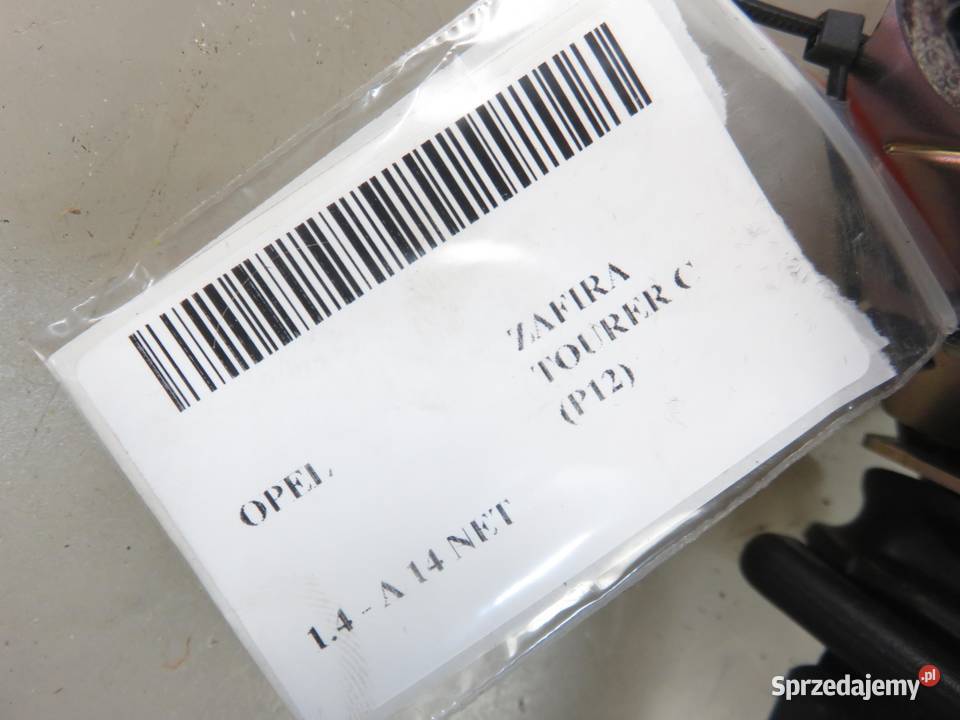 ZAFIRA
TOURER C
(P12)
OPEL
1.4 - A 14 NET
Sprzedajemy.pl